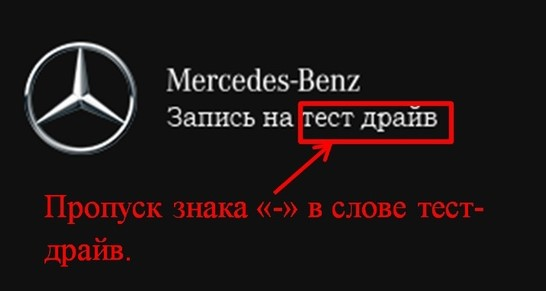 Mercedes-Benz
Запись на тест драйв
Пропуск знака «-» в слове тест-
драйв.